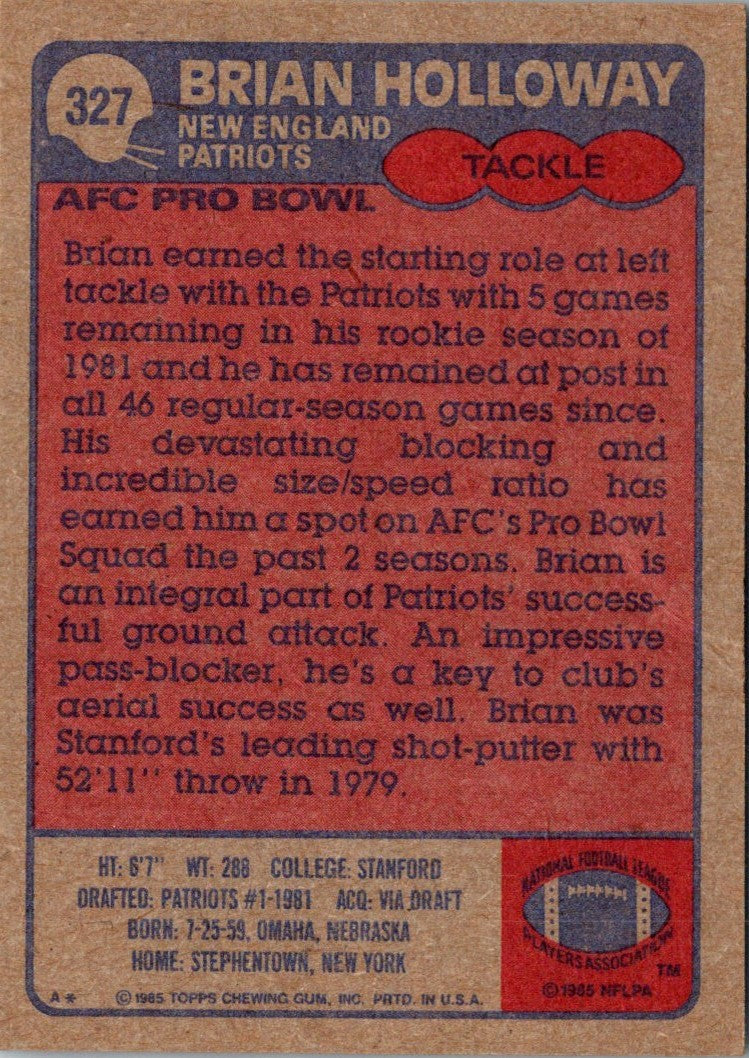 327
BRIAN HOLLOWAY
NEW ENGLAND
PATRIOTS
TACKLE
AFC PRO BOWL
Brian earned the starting role at left
tackle with the Patriots with 5 games
remaining in his rookie season of
1981 and he has remained at post in
all 46 regular-season games since.
His devastating blocking and
incredible size/speed ratio has
earned him a spot on AFC's Pro Bowl
Squad the past 2 seasons. Brian is
an integral part of Patriots' success-
ful ground attack. An impressive
pass-blocker, he's a key to club's
aerial success as well. Brian was
Stanford's leading shot-putter with
52'11" throw in 1979.
HT: 6'7" WT: 288 COLLEGE: STANFORD
DRAFTED: PATRIOTS #1-1981 ACQ: VIA DRAFT
BORN: 7-25-59, OMAHA, NEBRASKA
HOME: STEPHENTOWN, NEW YORK
A* © 1985 TOPPS CHEWING GUM, INC. PRTD. IN U.S.A.
NATIONAL FOOTBALL LEAGUE
PLAYERS ASSOCIATION
TM
© 1985 NFLPA